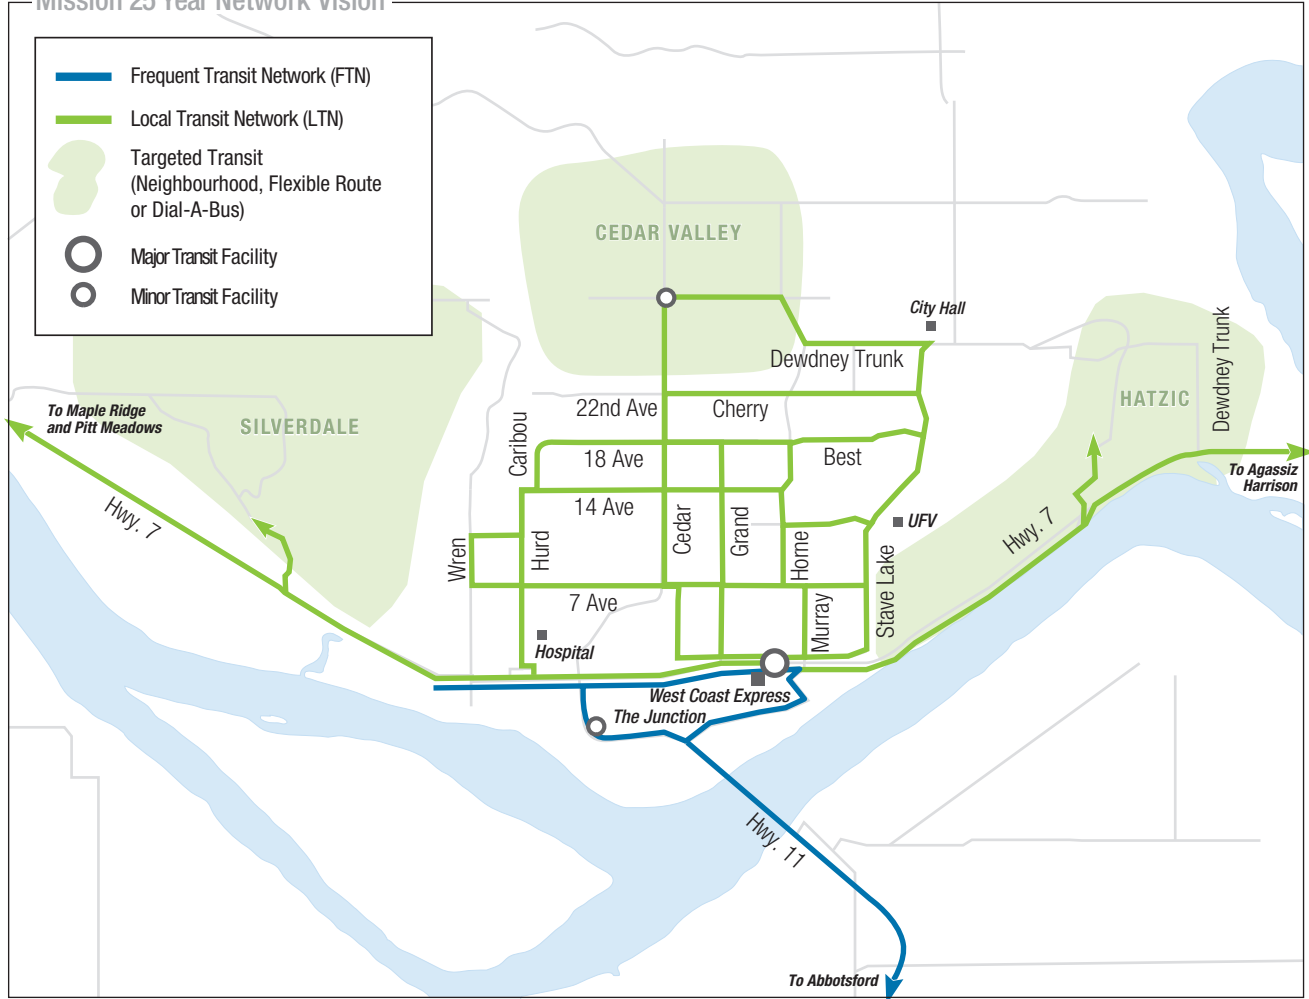 Mission 25 Year Network Vision
Frequent Transit Network (FTN)
Local Transit Network (LTN)
Targeted Transit
(Neighbourhood, Flexible Route
or Dial-A-Bus)
Major Transit Facility
Minor Transit Facility
CEDAR VALLEY
City Hall
Dewdney Trunk
Dewdney Trunk
HATZIC
To Maple Ridge
and Pitt Meadows
SILVERDALE
22nd Ave
Cherry
Caribou
18 Ave
Best
To Agassiz
Harrison
Hwy. 7
14 Ave
Cedar
Grand
UFV
Hwy. 7
Wren
Hurd
Horne
Stave Lake
7 Ave
Murray
Hospital
West Coast Express
The Junction
Hwy. 11
To Abbotsford